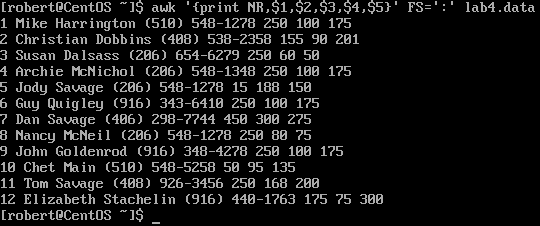 [robert@CentOS ~]$ awk '{print NR,$1,$2,$3,$4,$5}' FS=':' lab4.data
1 Mike Harrington (510) 548-1278 250 100 175
2 Christian Dobbins (408) 538-2358 155 90 201
3 Susan Dalsass (206) 654-6279 250 60 50
4 Archie McNichol (206) 548-1348 250 100 175
5 Jody Savage (206) 548-1278 15 188 150
6 Guy Quigley (916) 343-6410 250 100 175
7 Dan Savage (406) 298-7744 450 300 275
8 Nancy McNeil (206) 548-1278 250 80 75
9 John Goldenrod (916) 348-4278 250 100 175
10 Chet Main (510) 548-5258 50 95 135
11 Tom Savage (408) 926-3456 250 168 200
12 Elizabeth Stachelin (916) 440-1763 175 75 300
[robert@CentOS ~]$ _